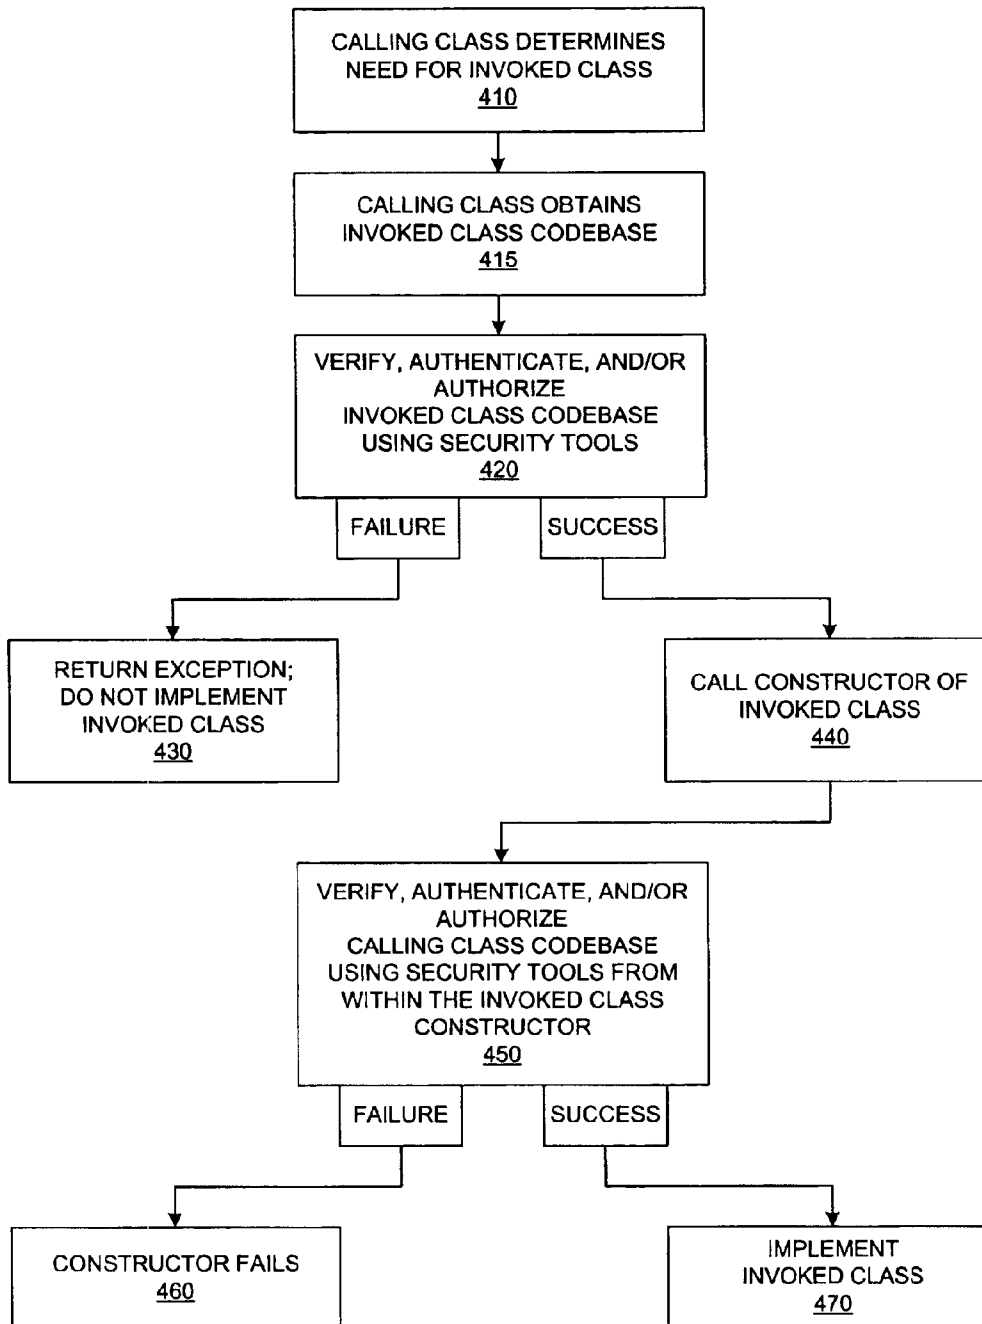 CALLING CLASS DETERMINES
NEED FOR INVOKED CLASS
410
CALLING CLASS OBTAINS
INVOKED CLASS CODEBASE
415
VERIFY, AUTHENTICATE, AND/OR
AUTHORIZE
INVOKED CLASS CODEBASE
USING SECURITY TOOLS
420
FAILURE
SUCCESS
RETURN EXCEPTION;
DO NOT IMPLEMENT
INVOKED CLASS
430
CALL CONSTRUCTOR OF
INVOKED CLASS
440
VERIFY, AUTHENTICATE, AND/OR
AUTHORIZE
CALLING CLASS CODEBASE
USING SECURITY TOOLS FROM
WITHIN THE INVOKED CLASS
CONSTRUCTOR
450
FAILURE
SUCCESS
CONSTRUCTOR FAILS
460
IMPLEMENT
INVOKED CLASS
470